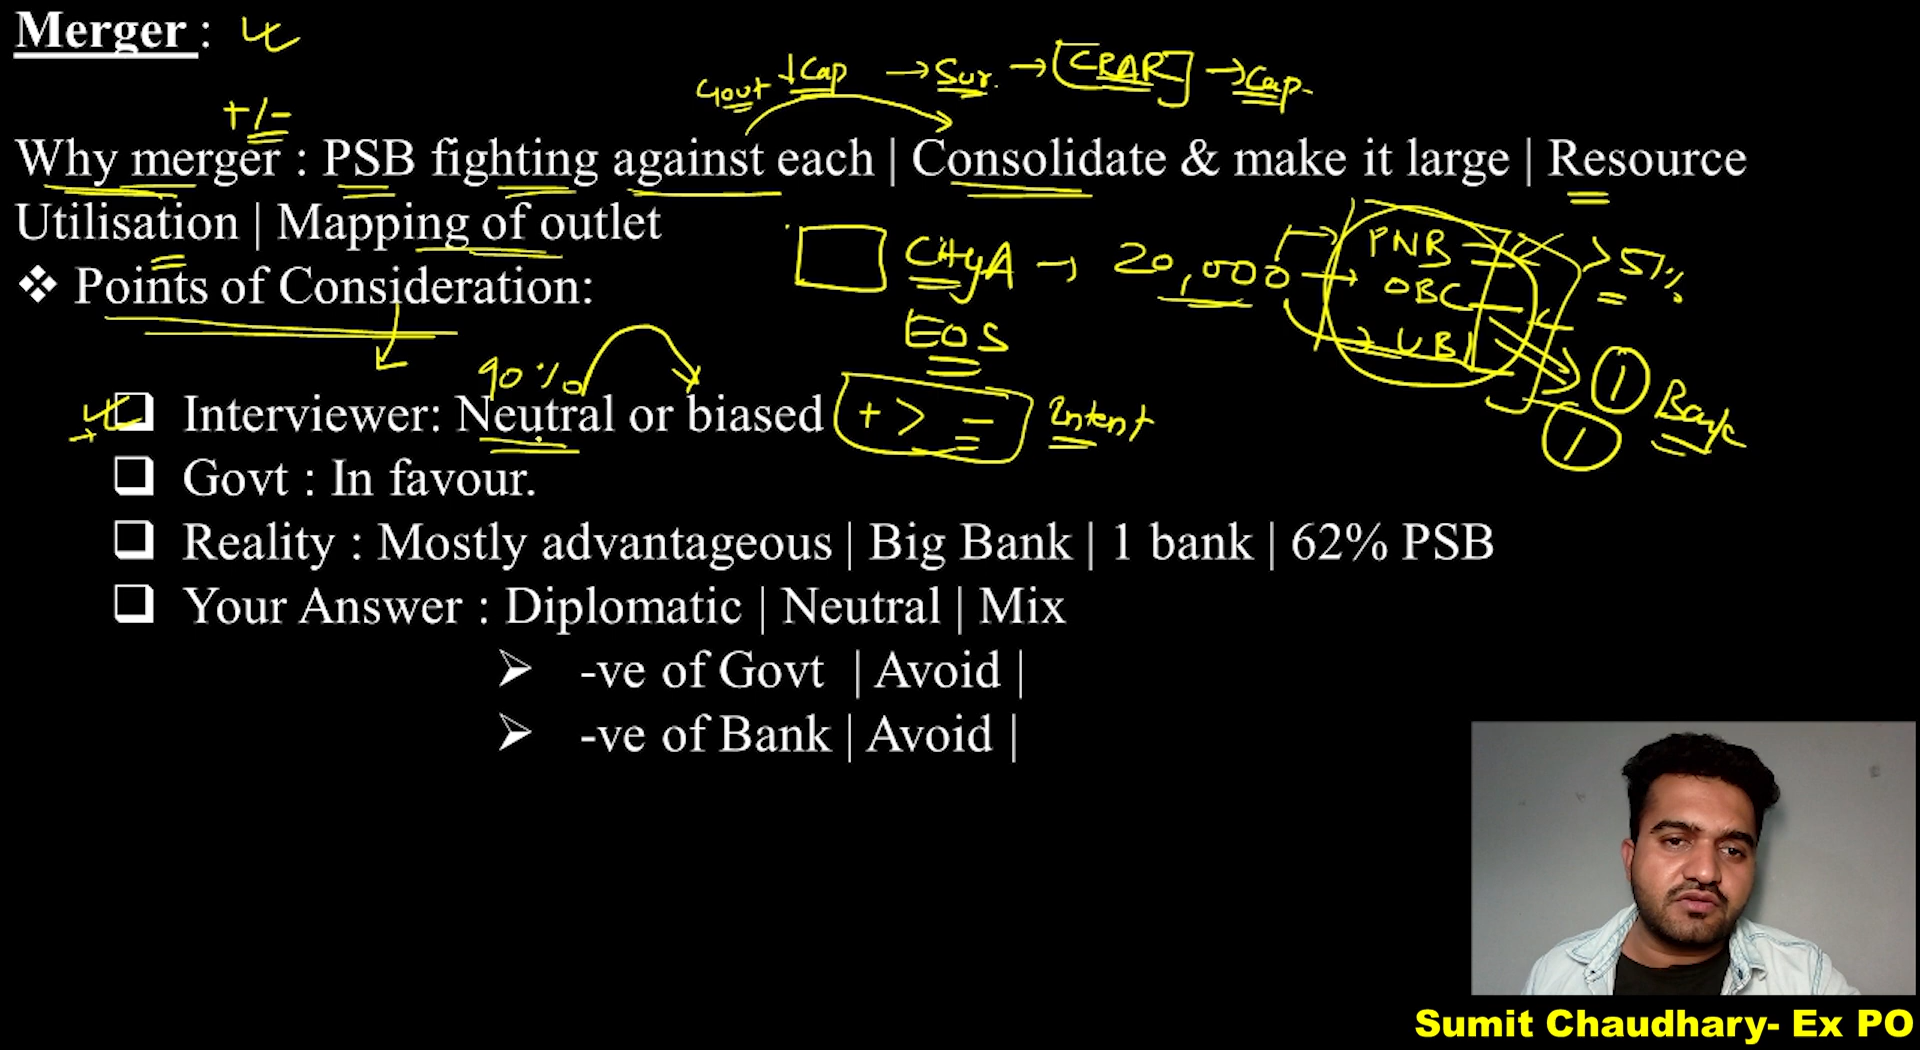 Merger :
Govt ↓Cap → Sur. → [CRAR] → Cap.
+/-
Why merger : PSB fighting against each | Consolidate & make it large | Resource
Utilisation | Mapping of outlet
PNB
OBC
UBI
> 51%
20,000
❖ Points of Consideration:
EOS
1 Bank
1
90%
❑ Interviewer: Neutral or biased
+ > -
Intent
❑ Govt : In favour.
❑ Reality : Mostly advantageous | Big Bank | 1 bank | 62% PSB
❑ Your Answer : Diplomatic | Neutral | Mix
➢ -ve of Govt | Avoid |
➢ -ve of Bank | Avoid |
Sumit Chaudhary- Ex PO